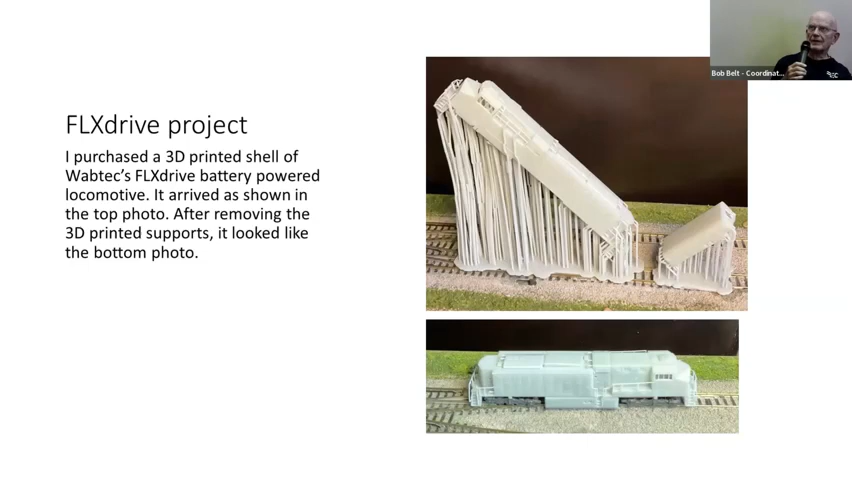 Bob Belt - Coordinat...
FLXdrive project
I purchased a 3D printed shell of
Wabtec's FLXdrive battery powered
locomotive. It arrived as shown in
the top photo. After removing the
3D printed supports, it looked like
the bottom photo.